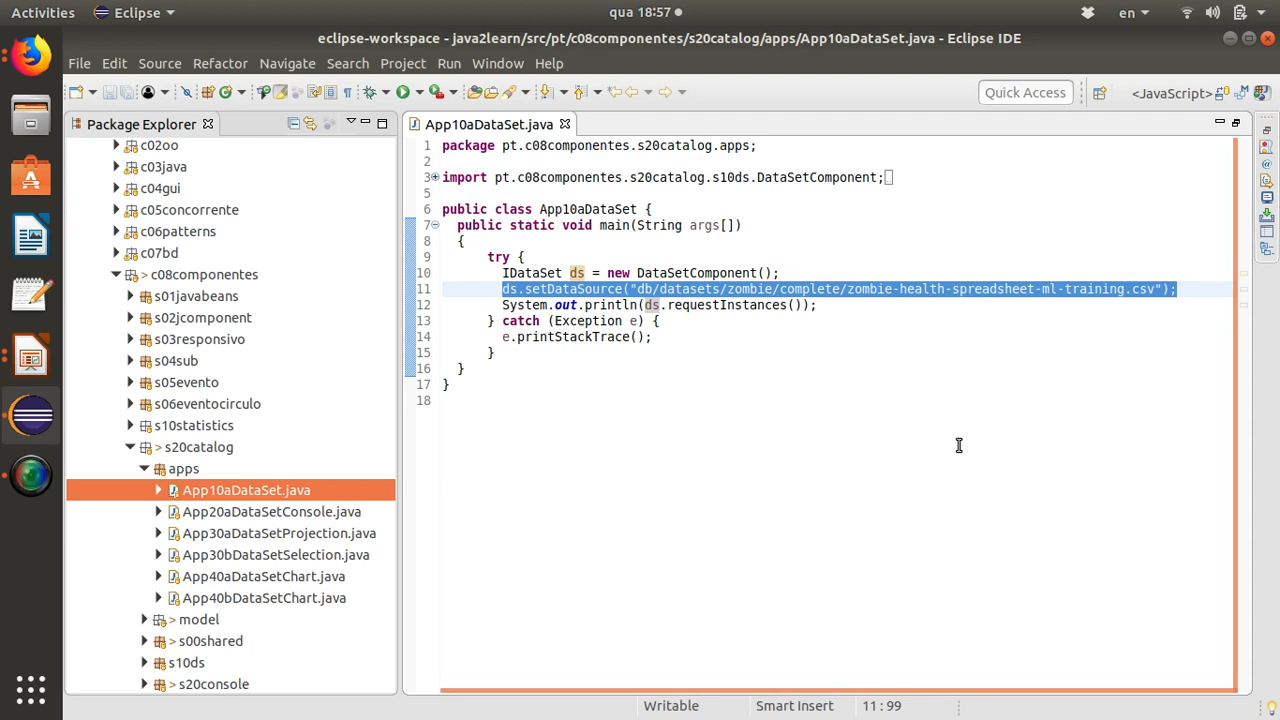 Activities
Eclipse
qua 18:57
en
eclipse-workspace - java2learn/src/pt/c08componentes/s20catalog/apps/App10aDataSet.java - Eclipse IDE
File Edit Source Refactor Navigate Search Project Run Window Help
Quick Access
<JavaScript>
Package Explorer
c02oo
c03java
c04gui
c05concorrente
c06patterns
c07bd
> c08componentes
s01javabeans
s02jcomponent
s03responsivo
s04sub
s05evento
s06eventocirculo
s10statistics
> s20catalog
apps
App10aDataSet.java
App20aDataSetConsole.java
App30aDataSetProjection.java
App30bDataSetSelection.java
App40aDataSetChart.java
App40bDataSetChart.java
model
> s00shared
s10ds
> s20console
App10aDataSet.java
1 package pt.c08componentes.s20catalog.apps;
2
3 import pt.c08componentes.s20catalog.s10ds.DataSetComponent;
5
6 public class App10aDataSet {
7 public static void main(String args[])
8 {
9 try {
10 IDataSet ds = new DataSetComponent();
11 ds.setDataSource("db/datasets/zombie/complete/zombie-health-spreadsheet-ml-training.csv");
12 System.out.println(ds.requestInstances());
13 } catch (Exception e) {
14 e.printStackTrace();
15 }
16 }
17 }
18
Writable
Smart Insert
11 : 99